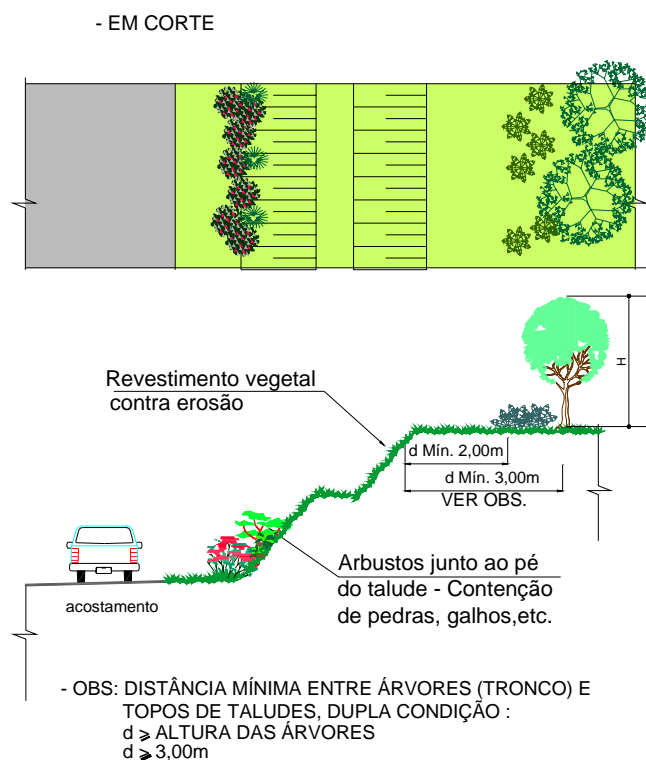 - EM CORTE
H
Revestimento vegetal
contra erosão
d Mín. 2,00m
d Mín. 3,00m
VER OBS.
Arbustos junto ao pé
do talude - Contenção
de pedras, galhos,etc.
acostamento
- OBS: DISTÂNCIA MÍNIMA ENTRE ÁRVORES (TRONCO) E
TOPOS DE TALUDES, DUPLA CONDIÇÃO :
d ⩾ ALTURA DAS ÁRVORES
d ⩾ 3,00m